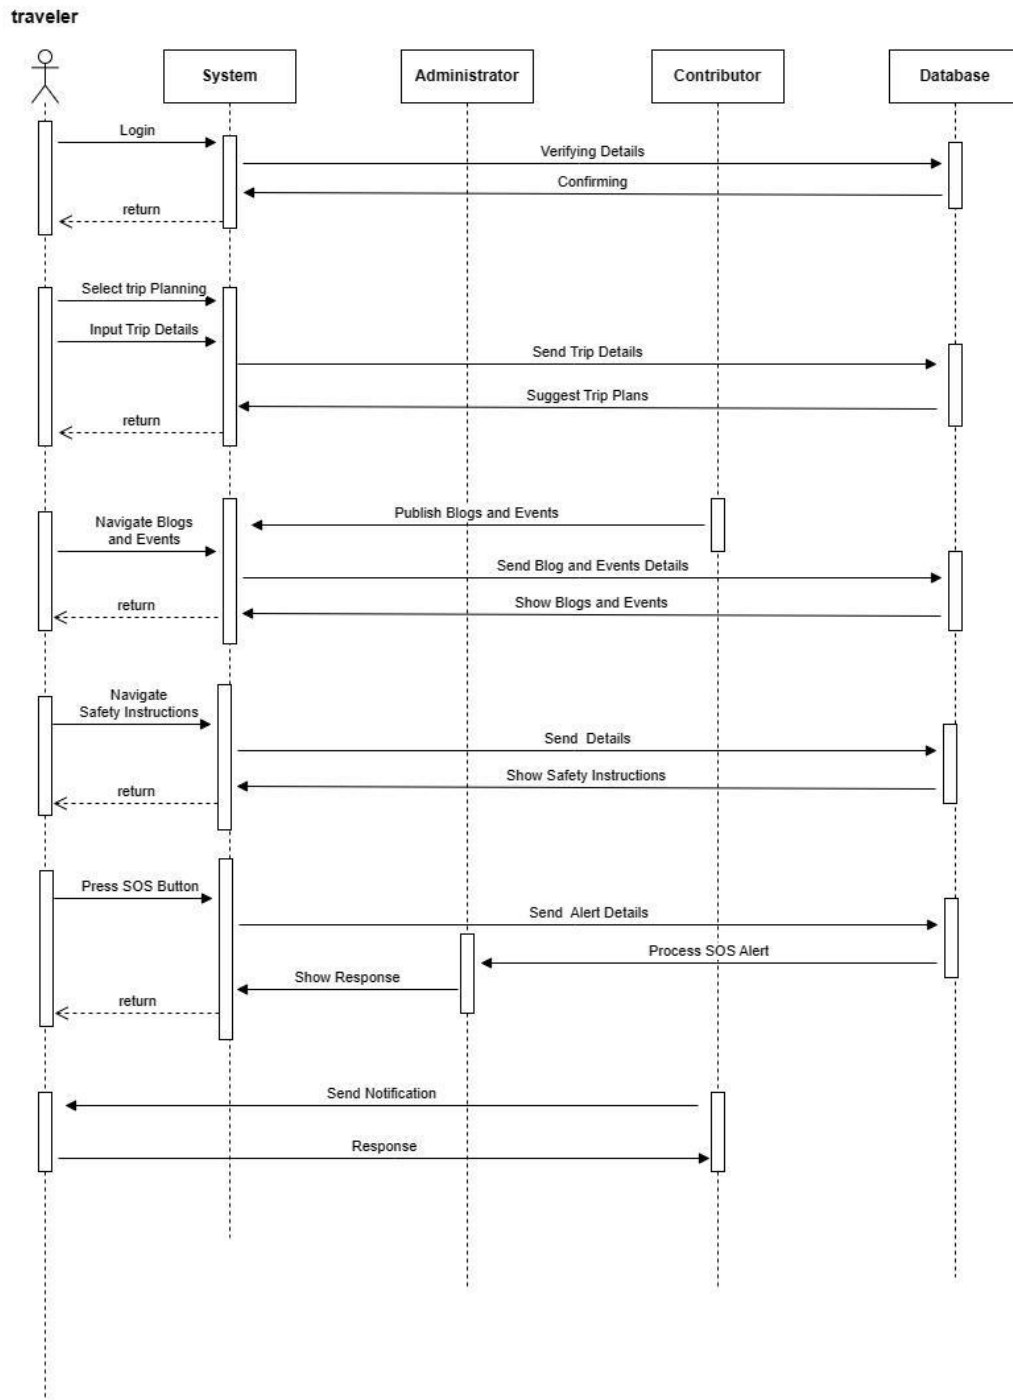 traveler
System
Administrator
Contributor
Database
Login
Verifying Details
Confirming
return
Select trip Planning
Input Trip Details
Send Trip Details
Suggest Trip Plans
return
Publish Blogs and Events
Navigate Blogs
and Events
Send Blog and Events Details
Show Blogs and Events
return
Navigate
Safety Instructions
Send Details
Show Safety Instructions
return
Press SOS Button
Send Alert Details
Process SOS Alert
Show Response
return
Send Notification
Response